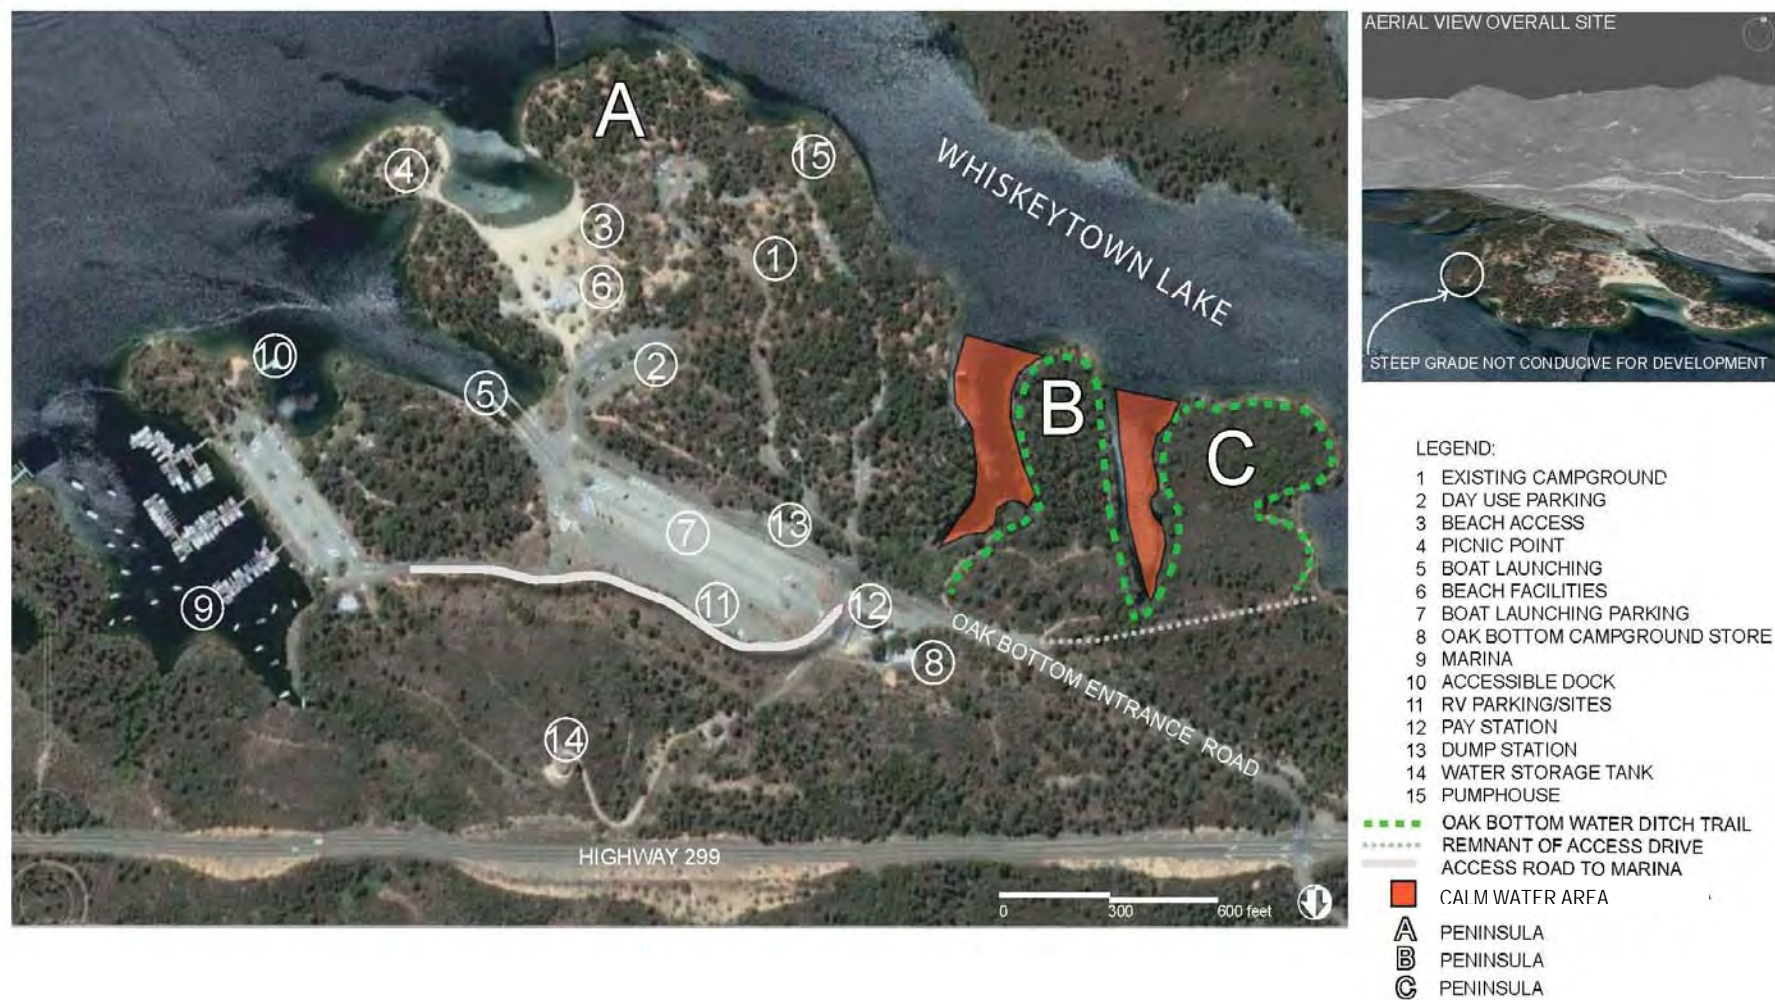 A
15
4
3
1
6
2
10
5
B
C
7
13
9
11
12
8
14
WHISKEYTOWN LAKE
OAK BOTTOM ENTRANCE ROAD
HIGHWAY 299
0 300 600 feet
AERIAL VIEW OVERALL SITE
STEEP GRADE NOT CONDUCIVE FOR DEVELOPMENT
LEGEND:
1 EXISTING CAMPGROUND
2 DAY USE PARKING
3 BEACH ACCESS
4 PICNIC POINT
5 BOAT LAUNCHING
6 BEACH FACILITIES
7 BOAT LAUNCHING PARKING
8 OAK BOTTOM CAMPGROUND STORE
9 MARINA
10 ACCESSIBLE DOCK
11 RV PARKING/SITES
12 PAY STATION
13 DUMP STATION
14 WATER STORAGE TANK
15 PUMPHOUSE
OAK BOTTOM WATER DITCH TRAIL
REMNANT OF ACCESS DRIVE
ACCESS ROAD TO MARINA
CALM WATER AREA
A PENINSULA
B PENINSULA
C PENINSULA